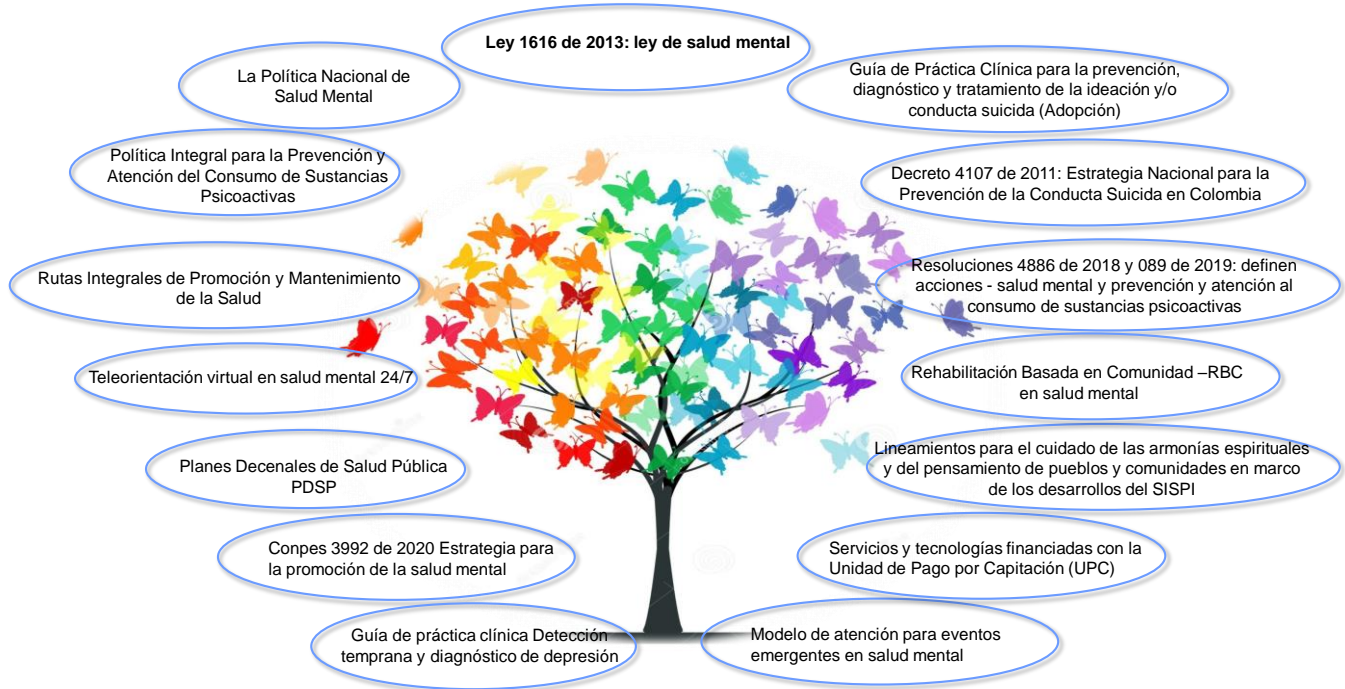 Ley 1616 de 2013: ley de salud mental
La Política Nacional de
Salud Mental
Guía de Práctica Clínica para la prevención,
diagnóstico y tratamiento de la ideación y/o
conducta suicida (Adopción)
Política Integral para la Prevención y
Atención del Consumo de Sustancias
Psicoactivas
Decreto 4107 de 2011: Estrategia Nacional para la
Prevención de la Conducta Suicida en Colombia
Rutas Integrales de Promoción y Mantenimiento
de la Salud
Resoluciones 4886 de 2018 y 089 de 2019: definen
acciones - salud mental y prevención y atención al
consumo de sustancias psicoactivas
Teleorientación virtual en salud mental 24/7
Rehabilitación Basada en Comunidad –RBC
en salud mental
Planes Decenales de Salud Pública
PDSP
Lineamientos para el cuidado de las armonías espirituales
y del pensamiento de pueblos y comunidades en marco
de los desarrollos del SISPI
Conpes 3992 de 2020 Estrategia para
la promoción de la salud mental
Servicios y tecnologías financiadas con la
Unidad de Pago por Capitación (UPC)
Guía de práctica clínica Detección
temprana y diagnóstico de depresión
Modelo de atención para eventos
emergentes en salud mental